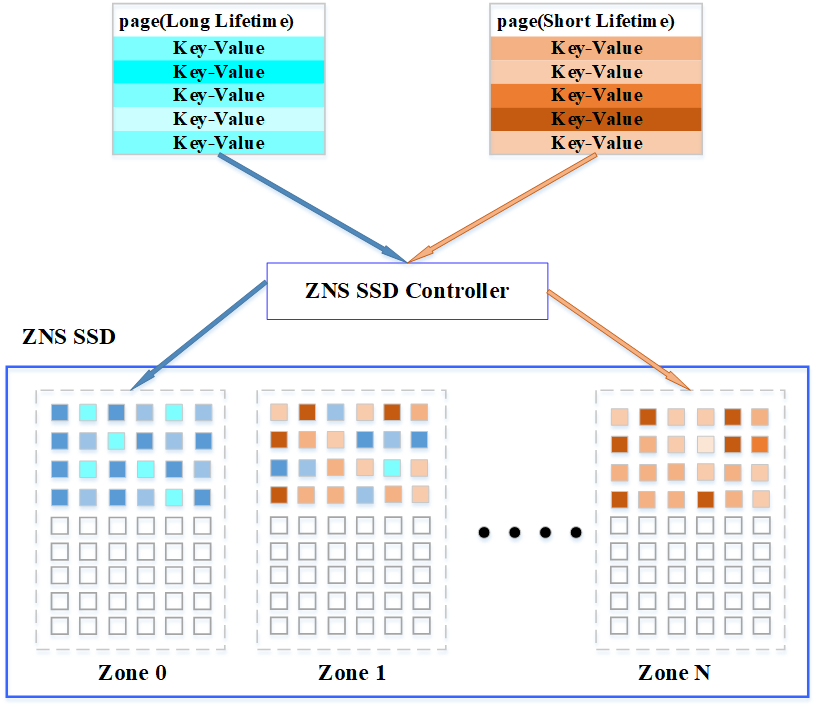 page(Long Lifetime)
Key-Value
Key-Value
Key-Value
Key-Value
Key-Value
page(Short Lifetime)
Key-Value
Key-Value
Key-Value
Key-Value
Key-Value
ZNS SSD Controller
ZNS SSD
Zone 0
Zone 1
Zone N